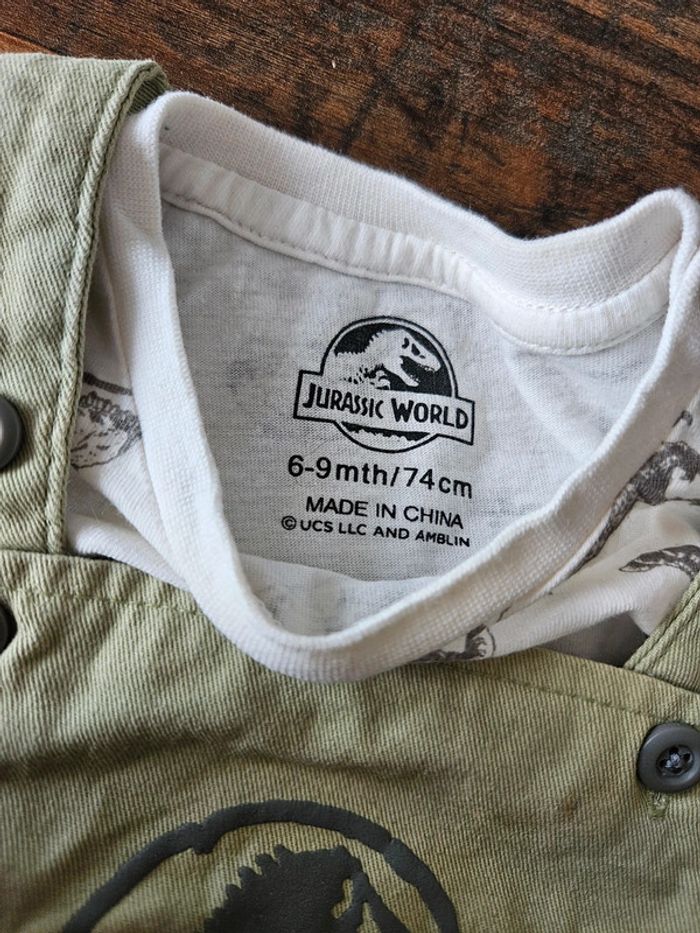 JURASSIC WORLD
6-9mth/74cm
MADE IN CHINA
© UCS LLC AND AMBLIN